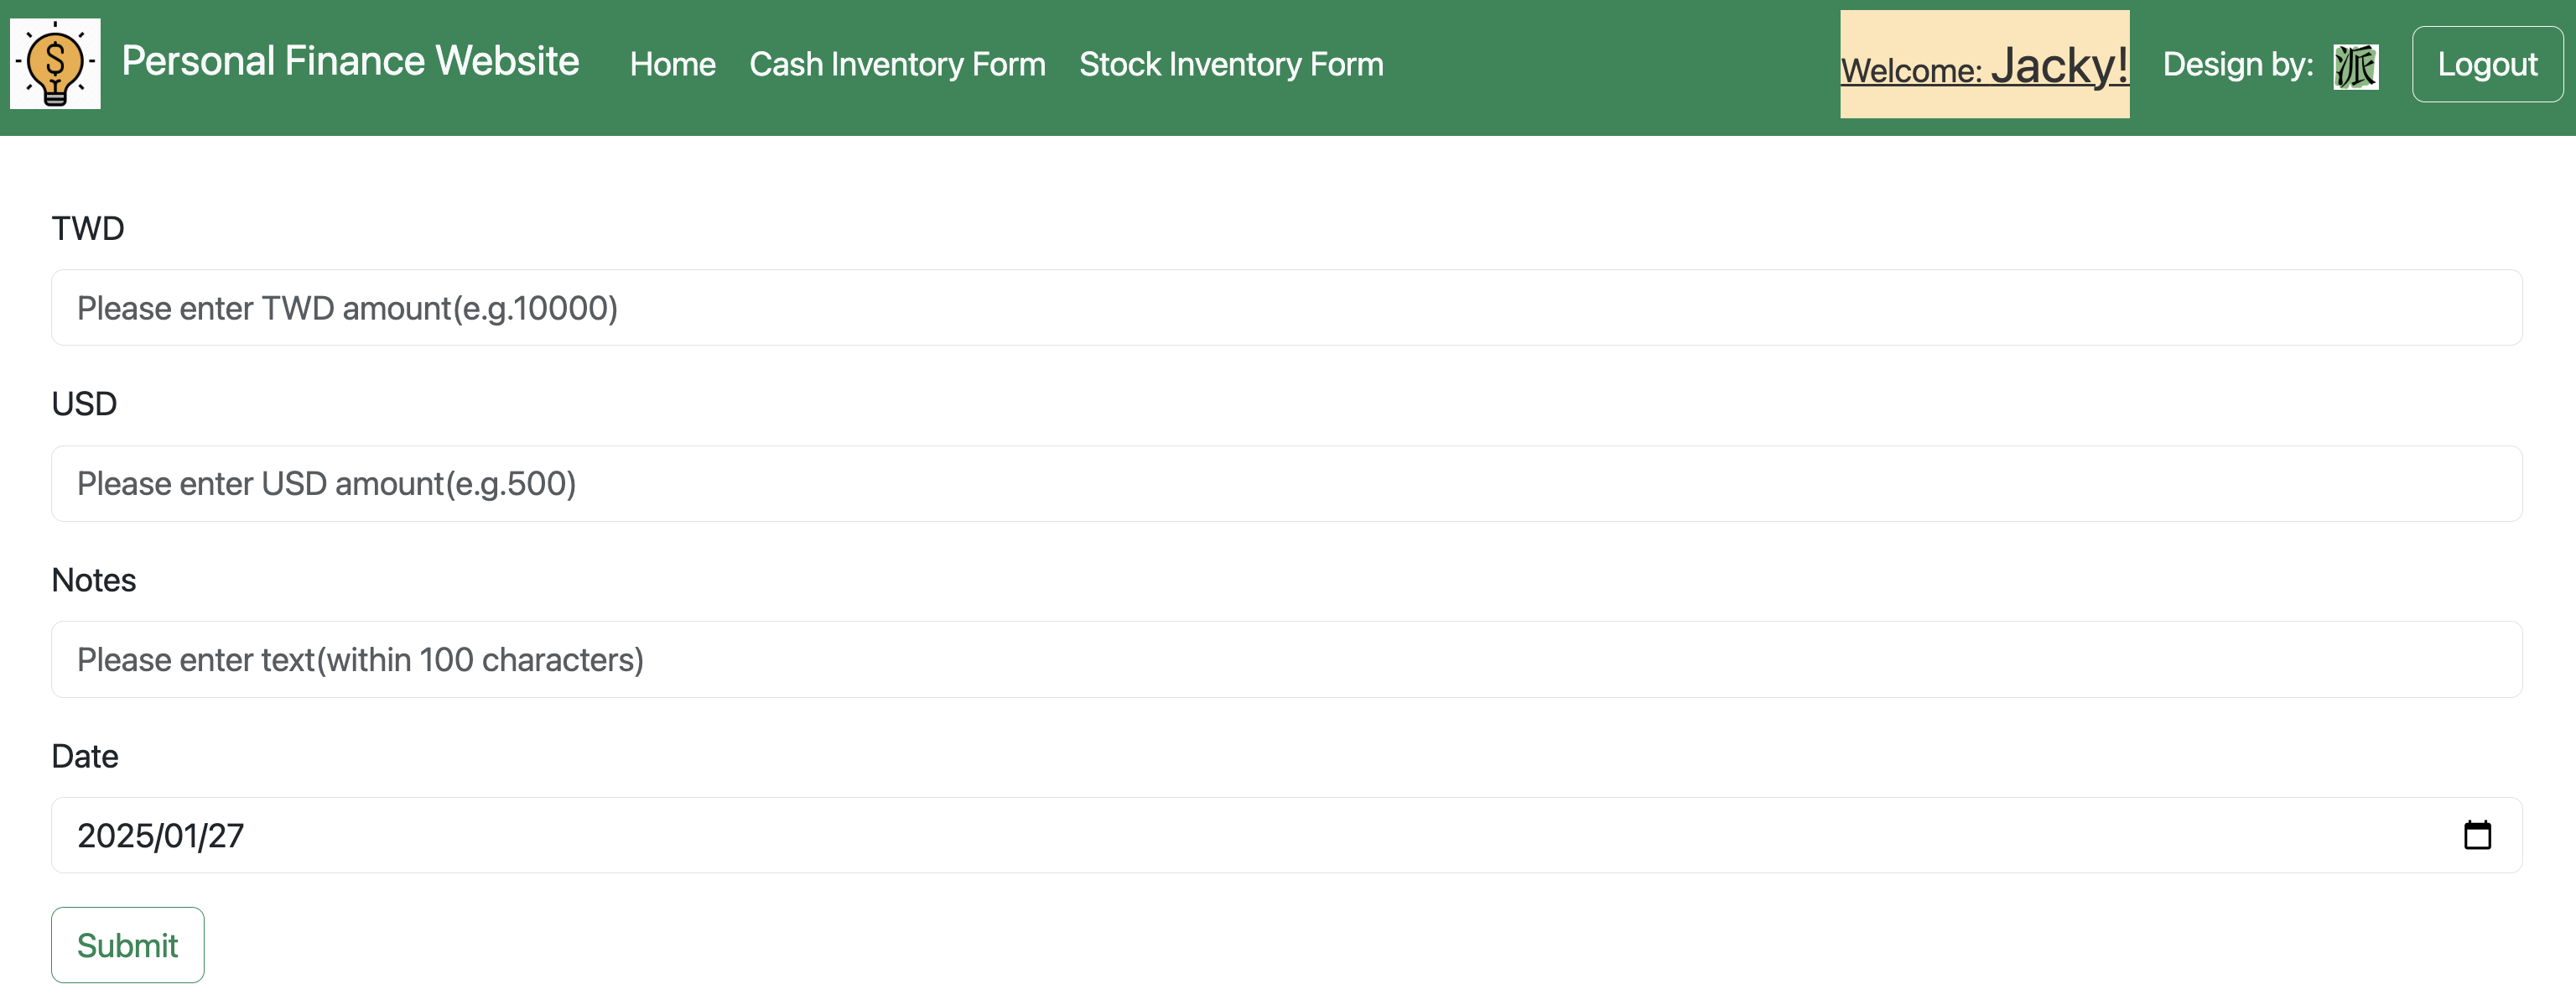 $
Personal Finance Website
Home
Cash Inventory Form
Stock Inventory Form
Welcome: Jacky!
Design by: 派
Logout
TWD
Please enter TWD amount(e.g.10000)
USD
Please enter USD amount(e.g.500)
Notes
Please enter text(within 100 characters)
Date
2025/01/27
Submit